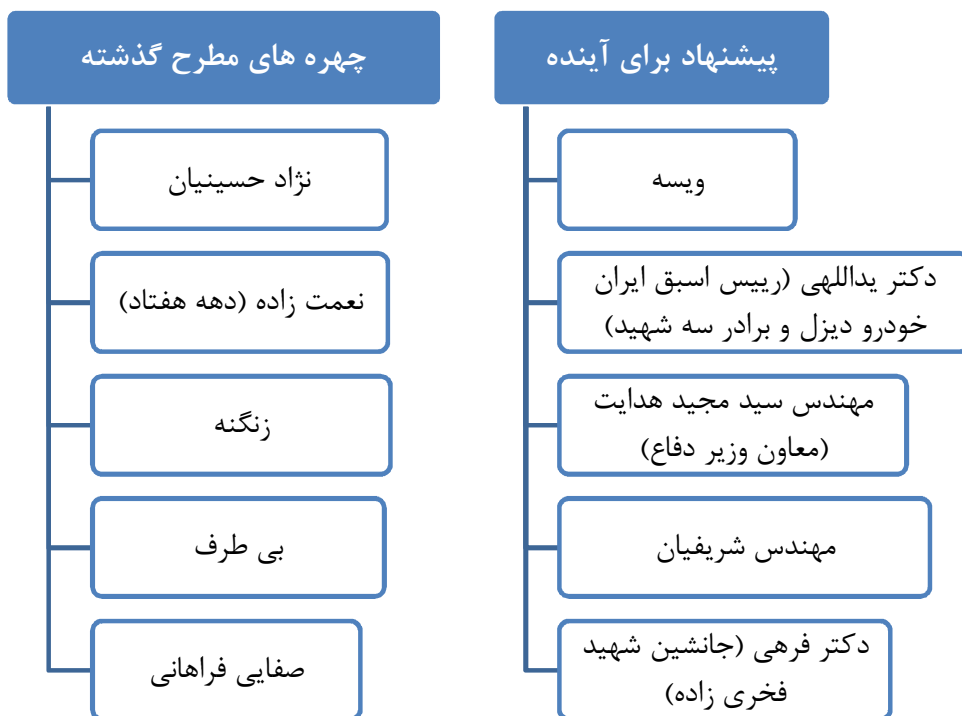 پیشنهاد برای آینده
ویسه
دکتر یداللهی (رییس اسبق ایران
خودرو دیزل و برادر سه شهید)
مهندس سید مجید هدایت
(معاون وزیر دفاع)
مهندس شریفیان
دکتر فرهی (جانشین شهید
فخری زاده)
چهره های مطرح گذشته
نژاد حسینیان
نعمت زاده (دهه هفتاد)
زنگنه
بی طرف
صفایی فراهانی